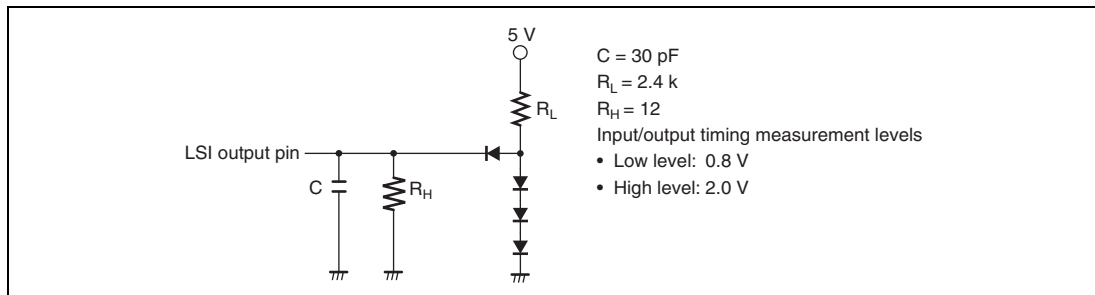 5 V
R_L
LSI output pin
C
R_H
C = 30 pF
R_L = 2.4 k
R_H = 12
Input/output timing measurement levels
• Low level: 0.8 V
• High level: 2.0 V